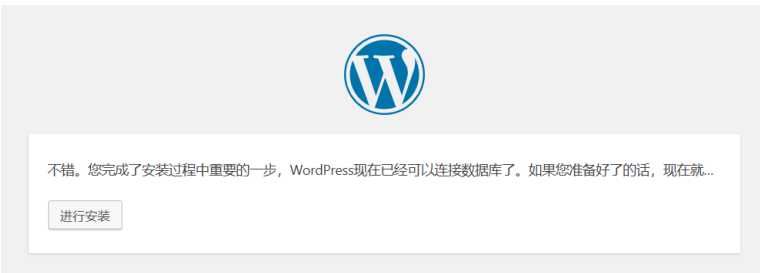 不错。您完成了安装过程中重要的一步，WordPress现在已经可以连接数据库了。如果您准备好了的话，现在就...
进行安装